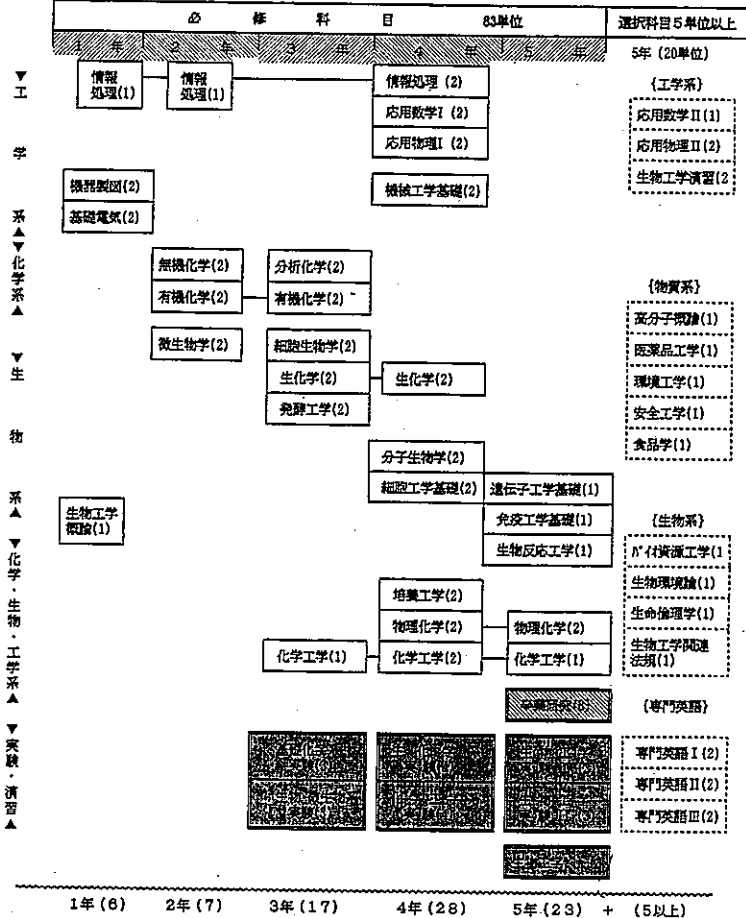 必 修 科 目 83単位 選択科目5単位以上
1 年 2 年 3 年 4 年 5 年 5年 (20単位)
▼工学系▲
情報処理(1)
情報処理(1)
情報処理(2)
応用数学I (2)
応用物理I (2)
機器製図(2)
基礎電気(2)
機械工学基礎(2)
{工学系}
応用数学II(1)
応用物理II(2)
生物工学演習(2
▼化学系▲
無機化学(2)
分析化学(2)
有機化学(2)
有機化学(2)
{物質系}
高分子概論(1)
医薬品工学(1)
環境工学(1)
安全工学(1)
食品学(1)
▼生物系▲
微生物学(2)
細胞生物学(2)
生化学(2)
生化学(2)
発酵工学(2)
分子生物学(2)
細胞工学基礎(2)
遺伝子工学基礎(1)
生物工学
概論(1)
免疫工学基礎(1)
生物反応工学(1)
{生物系}
バイオ資源工学(1
生物環境論(1)
生命倫理学(1)
生物工学関連
法規(1)
▼化学・生物・工学系▲
培養工学(2)
物理化学(2)
物理化学(2)
化学工学(1)
化学工学(2)
化学工学(1)
卒業研究(8)
{専門英語}
専門英語I(2)
専門英語II(2)
専門英語III(2)
▼実験・演習▲
1年(6) 2年(7) 3年(17) 4年(28) 5年(23) + (5以上)